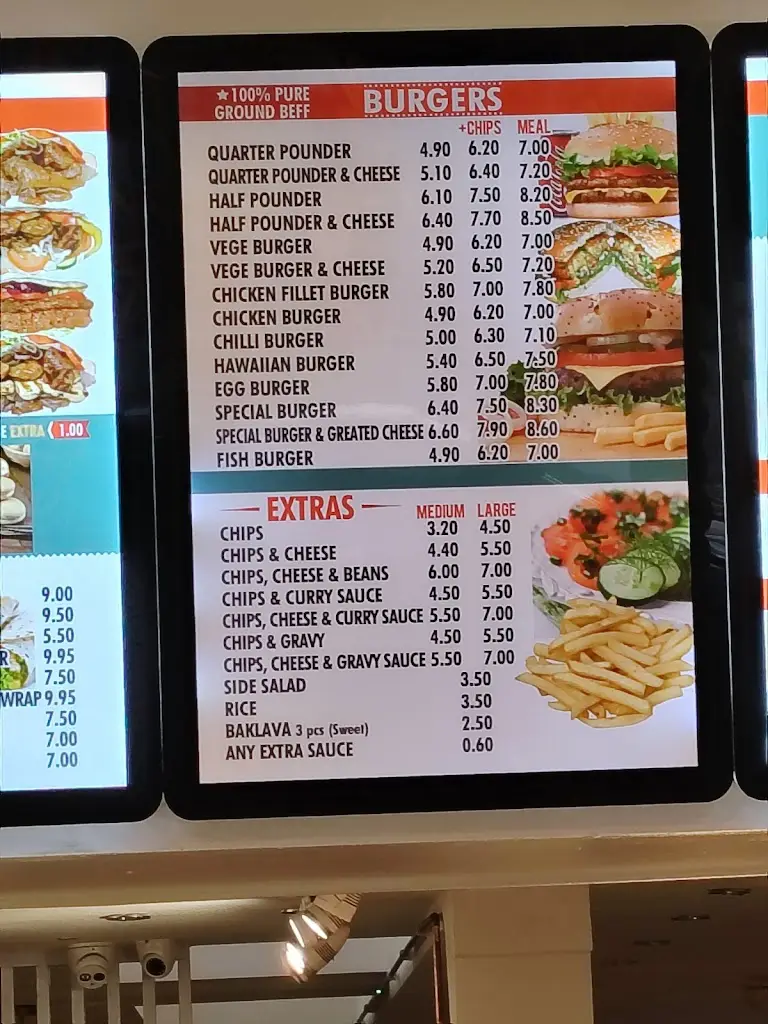 ★100% PURE
GROUND BEEF
BURGERS
+CHIPS MEAL
QUARTER POUNDER 4.90 6.20 7.00
QUARTER POUNDER & CHEESE 5.10 6.40 7.20
HALF POUNDER 6.10 7.50 8.20
HALF POUNDER & CHEESE 6.40 7.70 8.50
VEGE BURGER 4.90 6.20 7.00
VEGE BURGER & CHEESE 5.20 6.50 7.20
CHICKEN FILLET BURGER 5.80 7.00 7.80
CHICKEN BURGER 4.90 6.20 7.00
CHILLI BURGER 5.00 6.30 7.10
HAWAIIAN BURGER 5.40 6.50 7.50
EGG BURGER 5.80 7.00 7.80
SPECIAL BURGER 6.40 7.50 8.30
SPECIAL BURGER & GREATED CHEESE 6.60 7.90 8.60
FISH BURGER 4.90 6.20 7.00
EXTRAS
MEDIUM LARGE
CHIPS 3.20 4.50
CHIPS & CHEESE 4.40 5.50
CHIPS, CHEESE & BEANS 6.00 7.00
CHIPS & CURRY SAUCE 4.50 5.50
CHIPS, CHEESE & CURRY SAUCE 5.50 7.00
CHIPS & GRAVY 4.50 5.50
CHIPS, CHEESE & GRAVY SAUCE 5.50 7.00
SIDE SALAD 3.50
RICE 3.50
BAKLAVA 3 pcs (Sweet) 2.50
ANY EXTRA SAUCE 0.60
EXTRA 1.00
9.00
9.50
5.50
R 9.95
7.50
WRAP 9.95
7.50
7.00
7.00